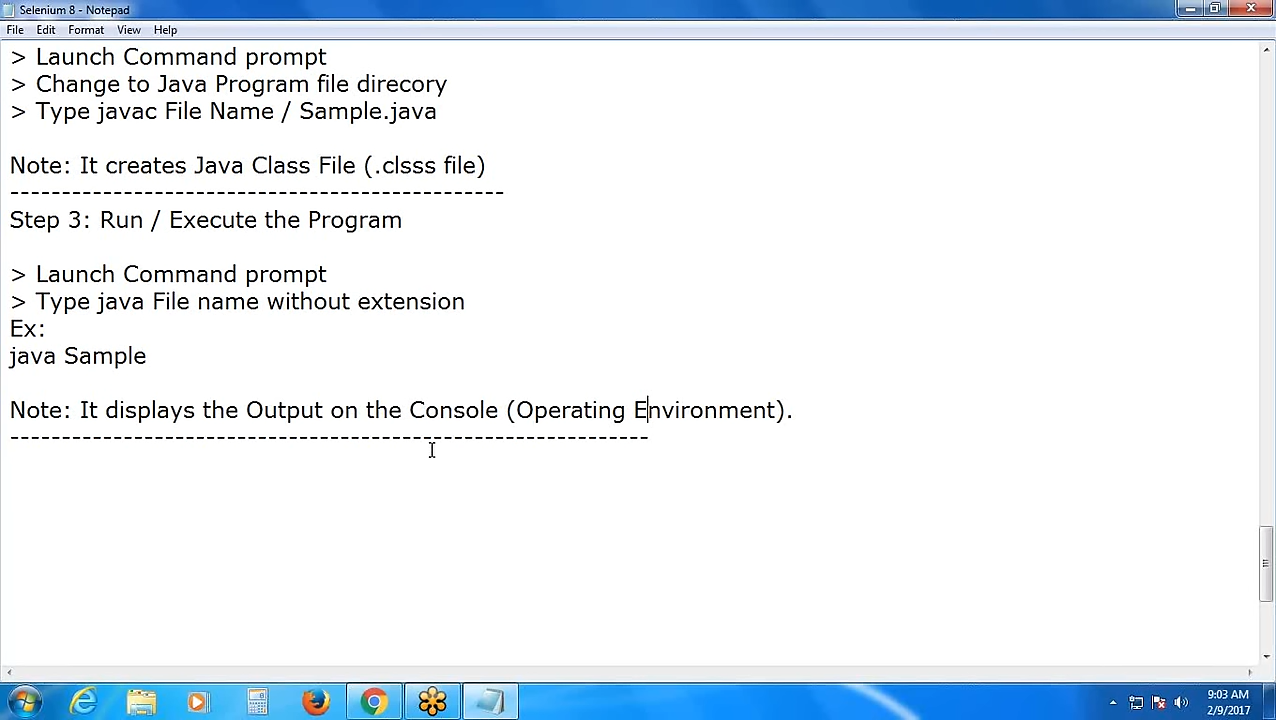 Selenium 8 - Notepad
File Edit Format View Help
> Launch Command prompt
> Change to Java Program file direcory
> Type javac File Name / Sample.java
Note: It creates Java Class File (.clsss file)
------------------------------------------------
Step 3: Run / Execute the Program
> Launch Command prompt
> Type java File name without extension
Ex:
java Sample
Note: It displays the Output on the Console (Operating Environment).
--------------------------------------------------------------
9:03 AM
2/9/2017